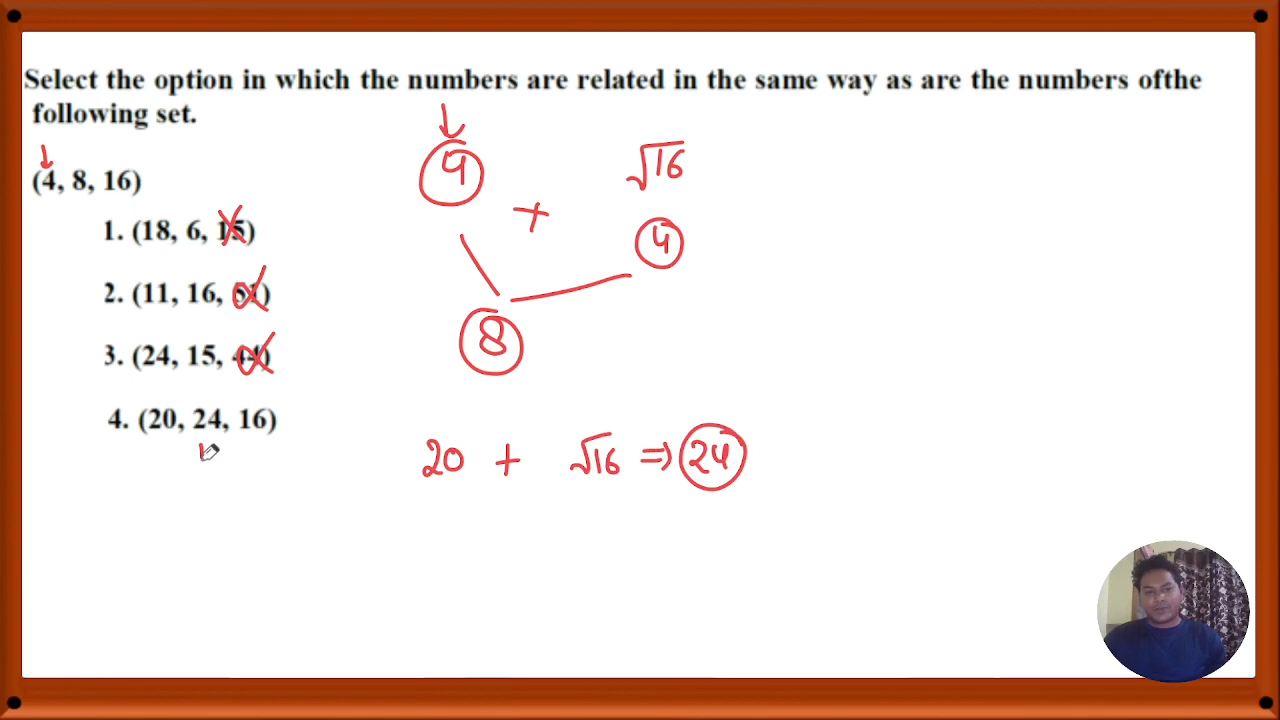 Select the option in which the numbers are related in the same way as are the numbers ofthe
following set.
(4, 8, 16)
1. (18, 6, 15)
2. (11, 16,
3. (24, 15, 44)
4. (20, 24, 16)
4 + √16
4
8
20 + √16 ⇒ 24